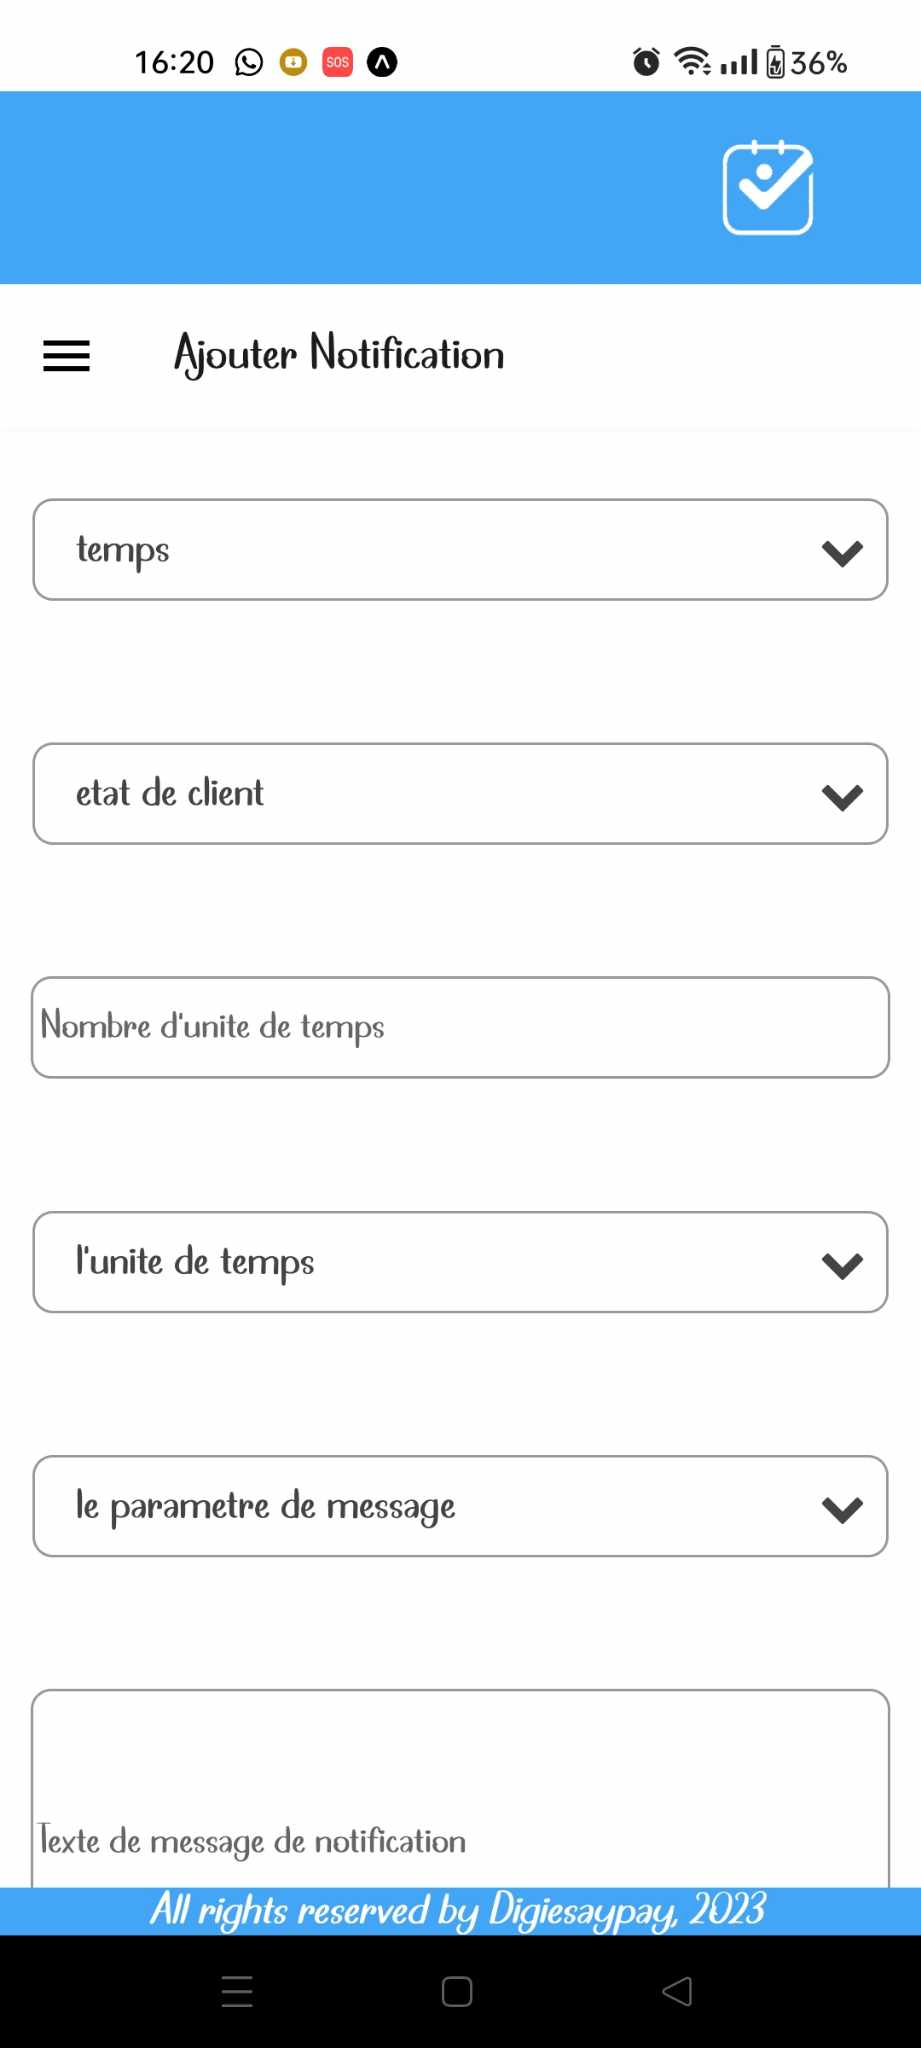 16:20 SOS 36%
Ajouter Notification
temps
etat de client
Nombre d'unite de temps
l'unite de temps
le parametre de message
Texte de message de notification
All rights reserved by Digiesaypay, 2023